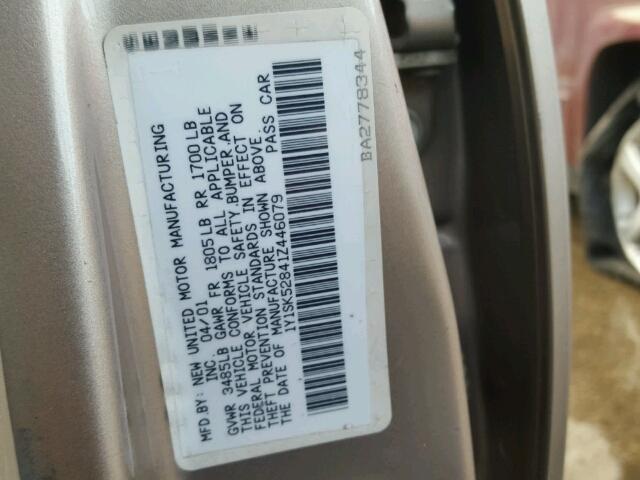 MFD.BY: NEW UNITED MOTOR MANUFACTURING
INC. 04/01
GVWR 3485LB GAWR FR 1805LB RR 1700LB
THIS VEHICLE CONFORMS TO ALL APPLICABLE
FEDERAL MOTOR VEHICLE SAFETY,BUMPER,AND
THEFT PREVENTION STANDARDS IN EFFECT ON
THE DATE OF MANUFACTURE SHOWN ABOVE.
1Y1SK52841Z446079 PASS CAR
BA2778344